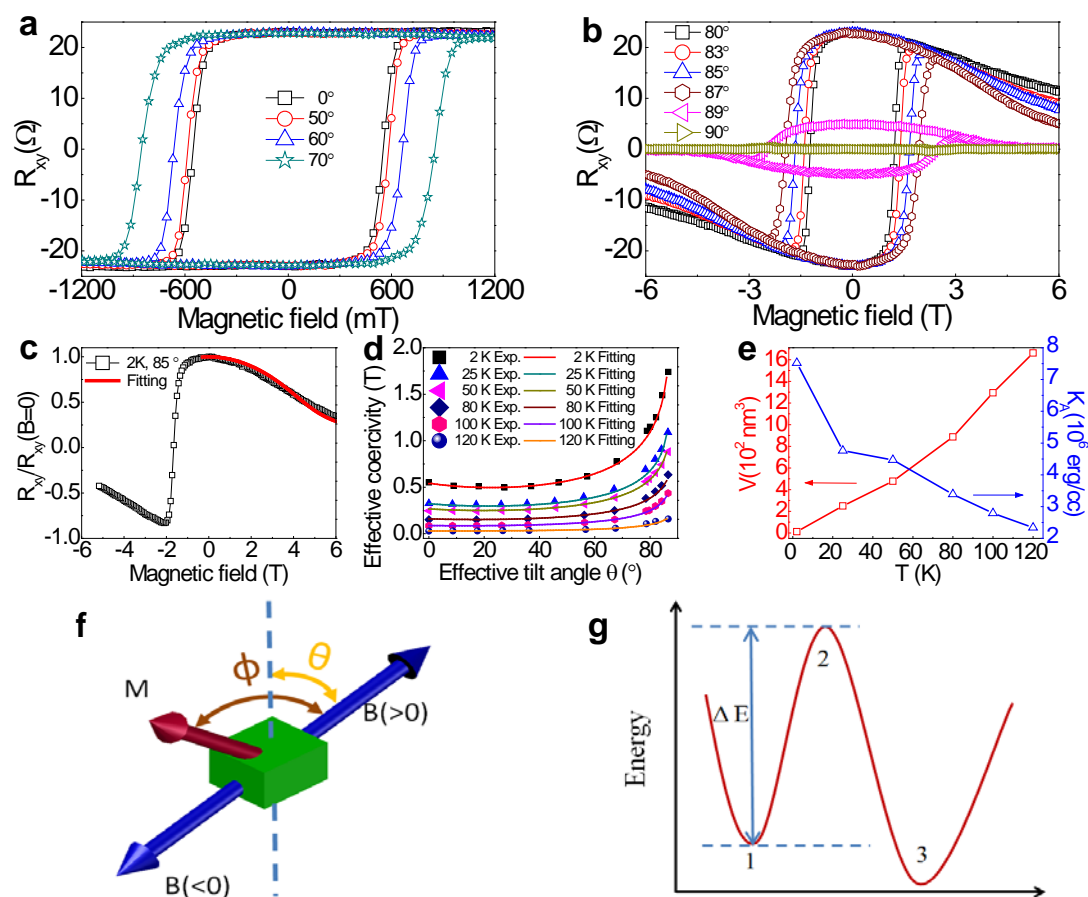 a
R_xy(Ω)
20
10
0
-10
-20
-1200 -600 0 600 1200
Magnetic field (mT)
0°
50°
60°
70°
b
R_xy(Ω)
20
10
0
-10
-20
-6 -3 0 3 6
Magnetic field (T)
80°
83°
85°
87°
89°
90°
c
R_xy/R_xy(B=0)
1.0
0.5
0.0
-0.5
-1.0
-4 -2 0 2 4 6
Magnetic field (T)
2K, 85°
Fitting
d
Effective coercivity (T)
2.0
1.5
1.0
0.5
0.0
0 20 40 60 80
Effective tilt angle θ (°)
2 K Exp. 2 K Fitting
25 K Exp. 25 K Fitting
50 K Exp. 50 K Fitting
80 K Exp. 80 K Fitting
100 K Exp. 100 K Fitting
120 K Exp. 120 K Fitting
e
V(10² nm³)
16
14
12
10
8
6
4
2
0
0 20 40 60 80 100 120
T (K)
8
7
6
5
4
3
2
K_A(10⁶ erg/cc)
f
ϕ
θ
M
B(>0)
B(<0)
g
Energy
Δ E
1
2
3